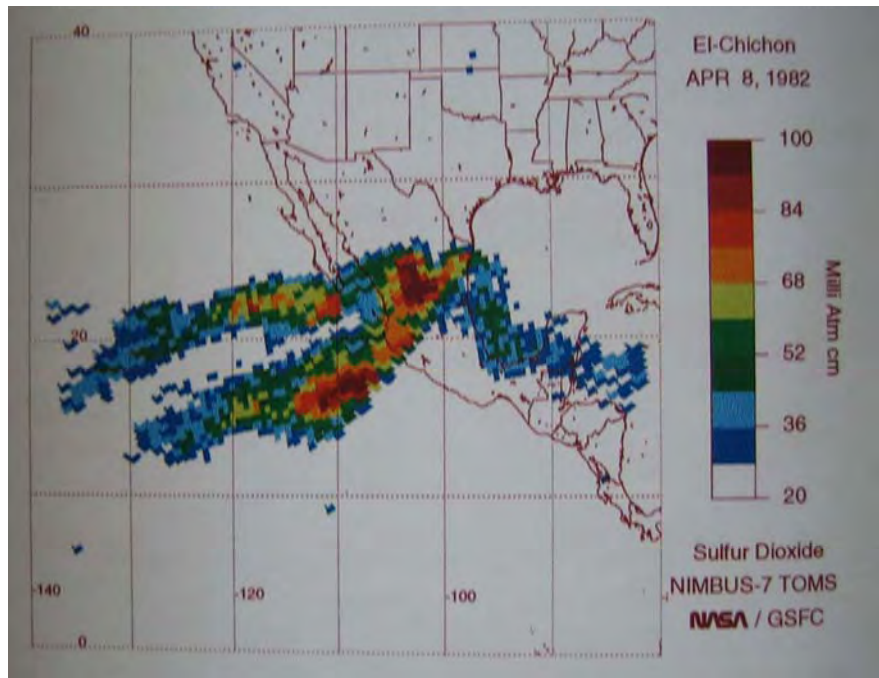 40
El-Chichon
APR 8, 1982
100
84
68
20
52
36
20
Milli Atm cm
-140
-120
-100
0
Sulfur Dioxide
NIMBUS-7 TOMS
NASA / GSFC